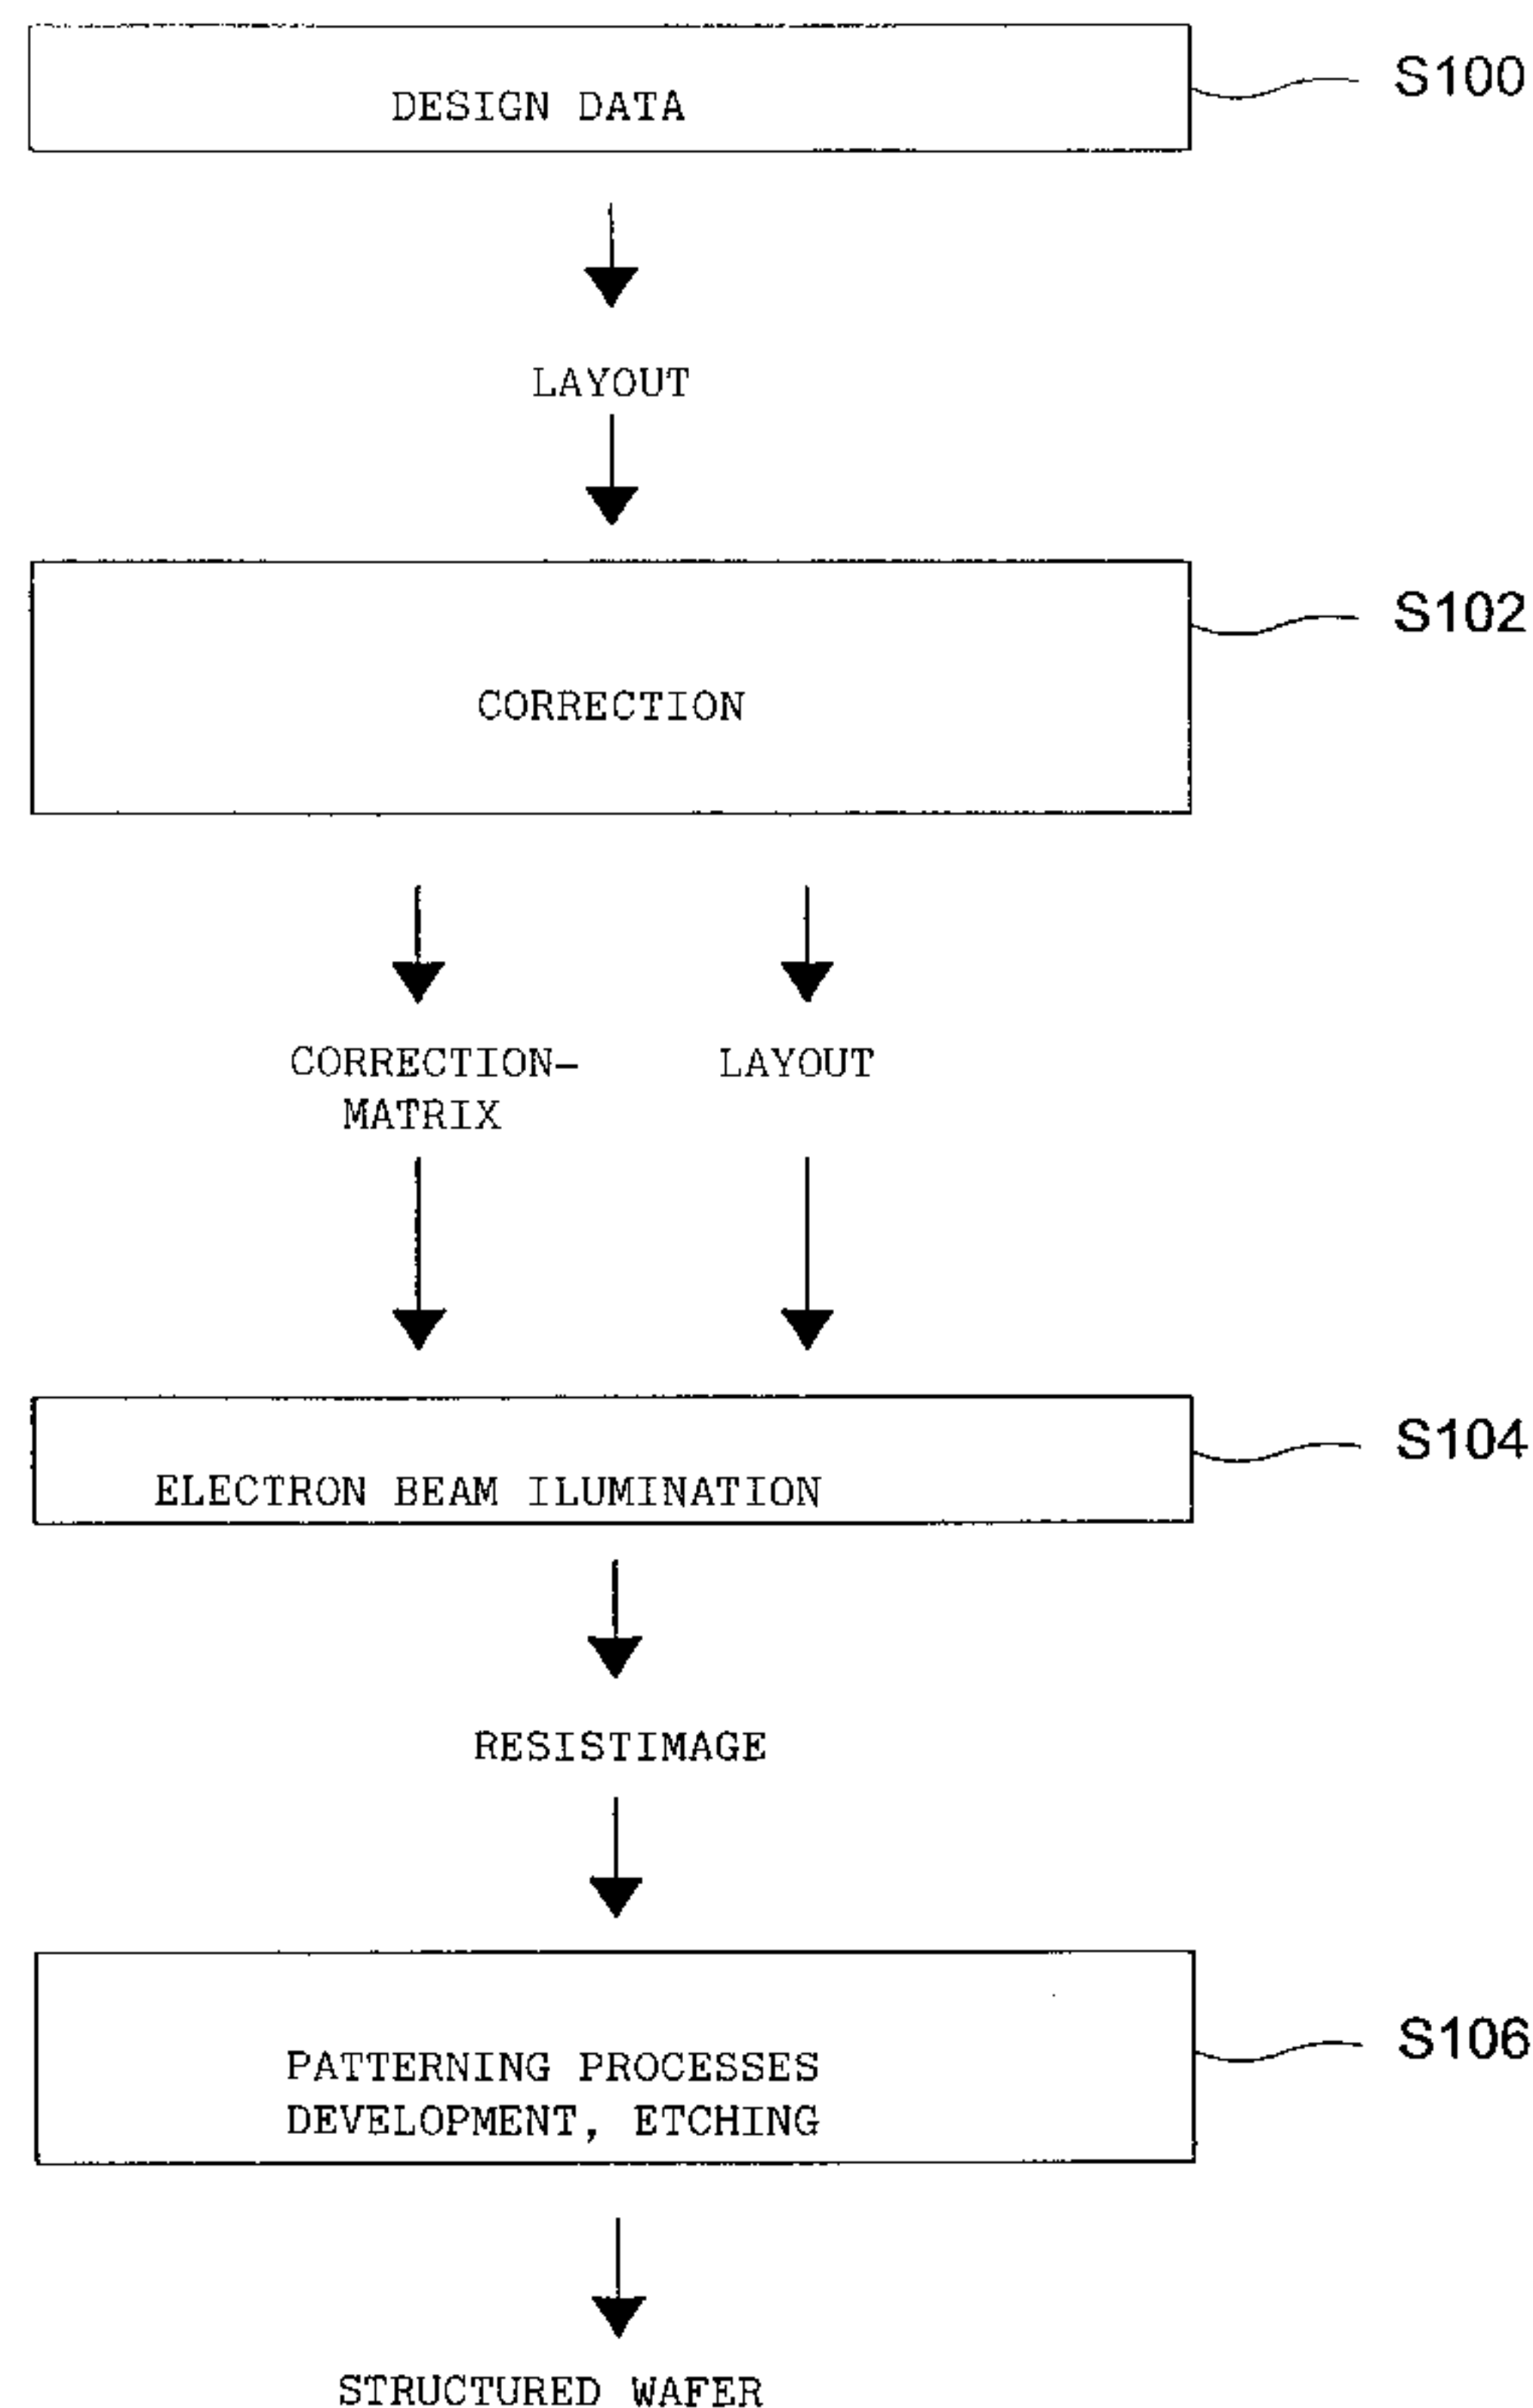 DESIGN DATA
S100
LAYOUT
S102
CORRECTION
CORRECTION-
MATRIX
LAYOUT
S104
ELECTRON BEAM ILUMINATION
RESISTIMAGE
S106
PATTERNING PROCESSES
DEVELOPMENT, ETCHING
STRUCTURED WAFER